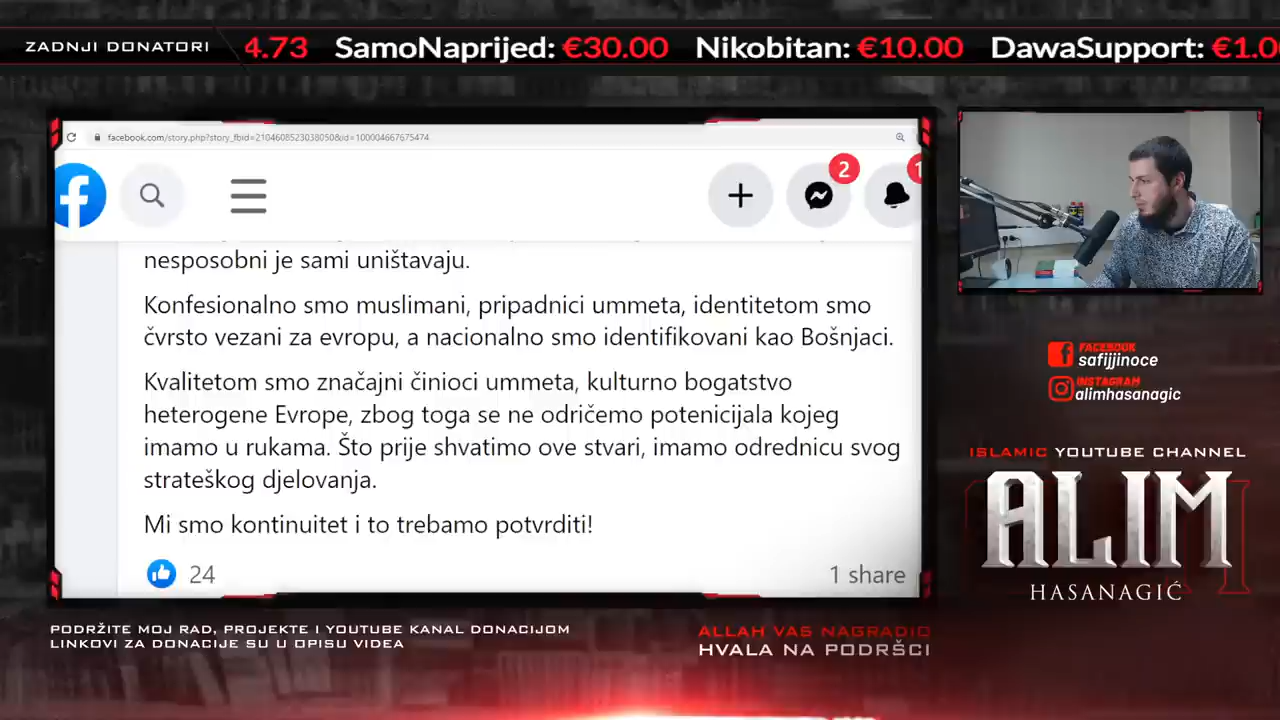 ZADNJI DONATORI
4.73 SamoNaprijed: €30.00 Nikobitan: €10.00 DawaSupport: €1.0
facebook.com/story.php?story_fbid=2104608523038050&id=100004667675474
2
1
nesposobni je sami uništavaju.
Konfesionalno smo muslimani, pripadnici ummeta, identitetom smo
čvrsto vezani za evropu, a nacionalno smo identifikovani kao Bošnjaci.
Kvalitetom smo značajni činioci ummeta, kulturno bogatstvo
heterogene Evrope, zbog toga se ne odričemo potenicijala kojeg
imamo u rukama. Što prije shvatimo ove stvari, imamo odrednicu svog
strateškog djelovanja.
Mi smo kontinuitet i to trebamo potvrditi!
24
1 share
FACEBOOK
safijjinoce
INSTAGRAM
alimhasanagic
ISLAMIC YOUTUBE CHANNEL
ALIM
HASANAGIĆ
PODRŽITE MOJ RAD, PROJEKTE I YOUTUBE KANAL DONACIJOM
LINKOVI ZA DONACIJE SU U OPISU VIDEA
ALLAH VAS NAGRADIO
HVALA NA PODRŠCI